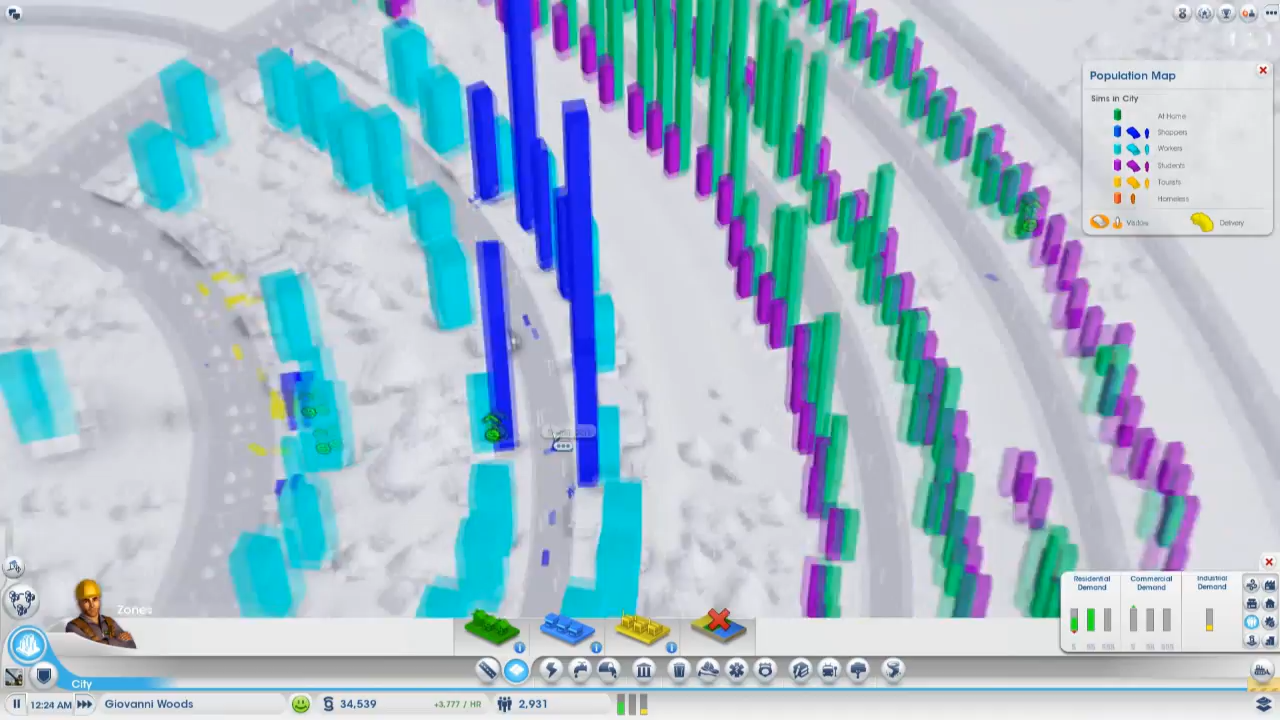 Population Map
Sims in City
At Home
Shoppers
Workers
Students
Tourists
Homeless
Visitors
Delivery
Residential Demand
Commercial Demand
Industrial Demand
$ $$ $$$
$ $$ $$$
Zones
City
12:24 AM
Giovanni Woods
34,539
+3,777 / HR
2,931